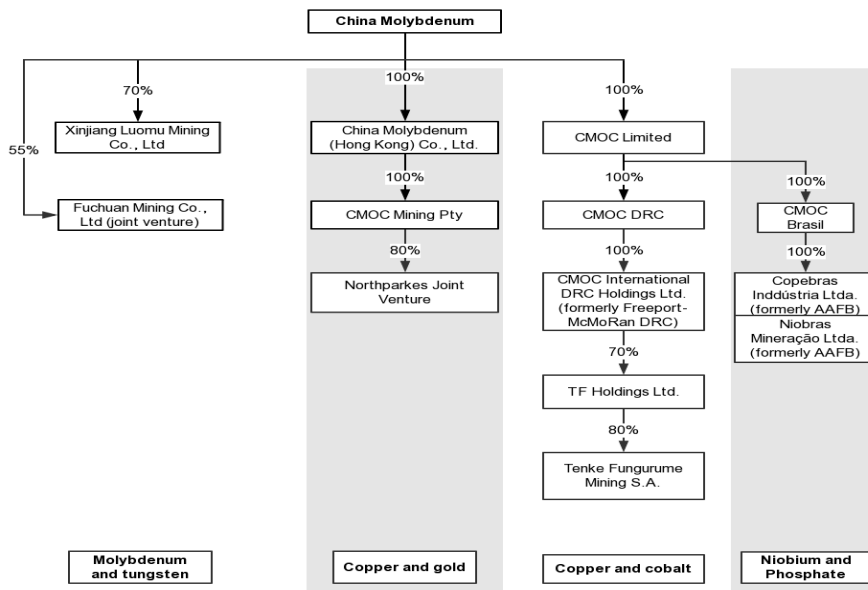 China Molybdenum
70%
100%
100%
Xinjiang Luomu Mining
Co., Ltd
China Molybdenum
(Hong Kong) Co., Ltd.
CMOC Limited
55%
100%
100%
100%
Fuchuan Mining Co.,
Ltd (joint venture)
CMOC Mining Pty
CMOC DRC
CMOC
Brasil
80%
100%
100%
Northparkes Joint
Venture
CMOC International
DRC Holdings Ltd.
(formerly Freeport-
McMoRan DRC)
Copebras
Inddústria Ltda.
(formerly AAFB)
Niobras
Mineração Ltda.
(formerly AAFB)
70%
TF Holdings Ltd.
80%
Tenke Fungurume
Mining S.A.
Molybdenum
and tungsten
Copper and gold
Copper and cobalt
Niobium and
Phosphate